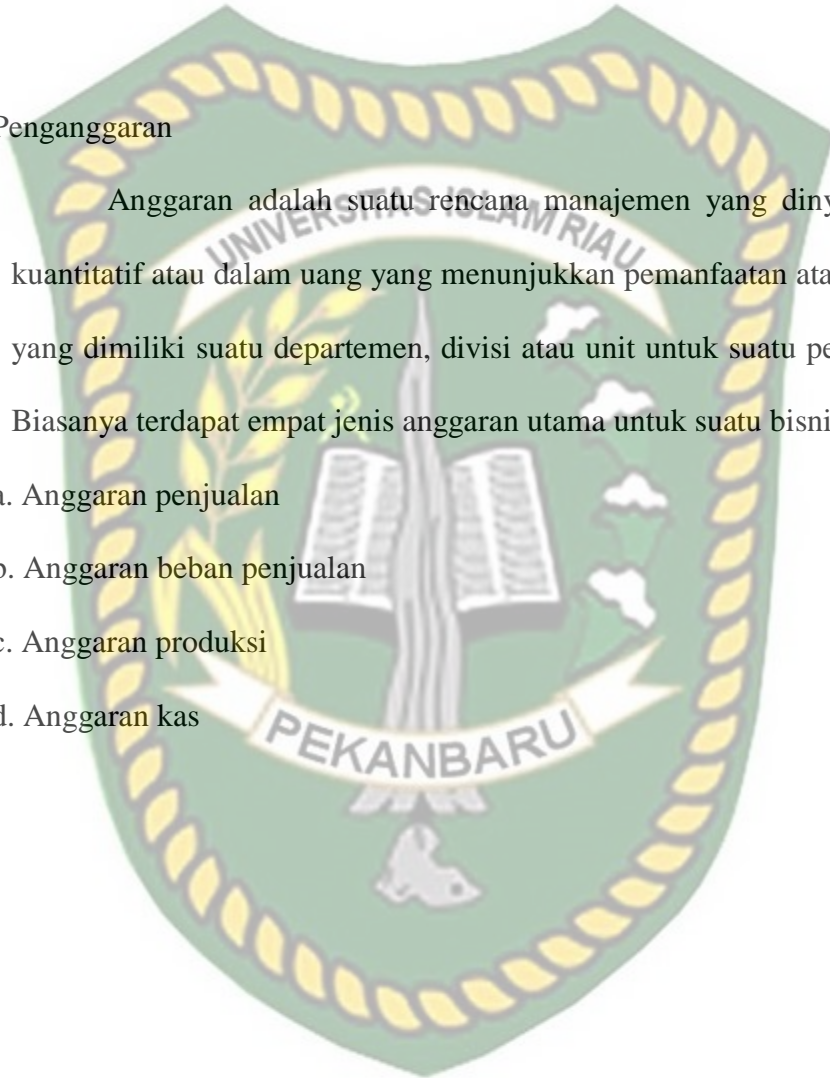 Penganggaran
Anggaran adalah suatu rencana manajemen yang diny
UNIVERSITAS ISLAM RIAU
kuantitatif atau dalam uang yang menunjukkan pemanfaatan ata
yang dimiliki suatu departemen, divisi atau unit untuk suatu pe
Biasanya terdapat empat jenis anggaran utama untuk suatu bisni
a. Anggaran penjualan
b. Anggaran beban penjualan
c. Anggaran produksi
d. Anggaran kas
PEKANBARU